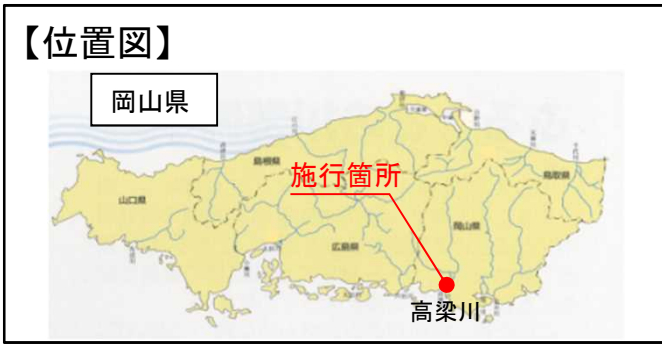 【位置図】
岡山県
島根県
鳥取県
施行箇所
山口県
岡山県
広島県
高梁川